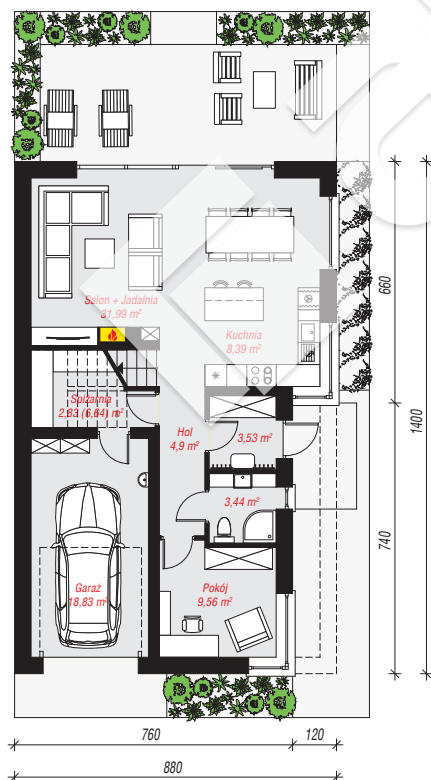 Salon + Jadalnia
31,99 m²
Kuchnia
8,39 m²
Spiżarnia
2,83 (6,64) m²
Hol
4,9 m²
3,53 m²
3,44 m²
Garaż
18,83 m²
Pokój
9,56 m²
660
740
1400
760
120
880